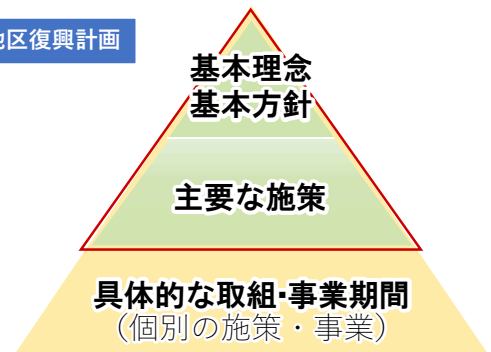 地区復興計画
基本理念
基本方針
主要な施策
具体的な取組・事業期間
（個別の施策・事業）